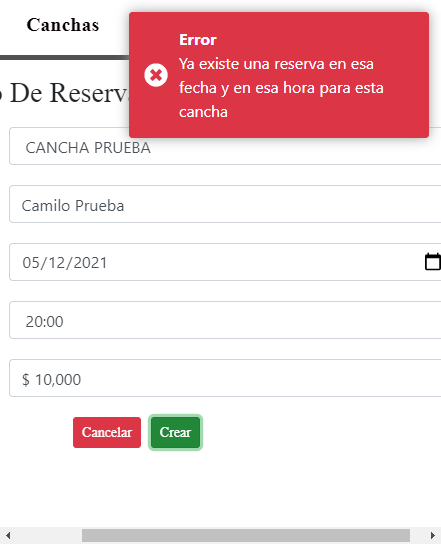 Canchas
Error
Ya existe una reserva en esa
fecha y en esa hora para esta
cancha
De Reserva
CANCHA PRUEBA
Camilo Prueba
05/12/2021
20:00
$ 10,000
Cancelar
Crear